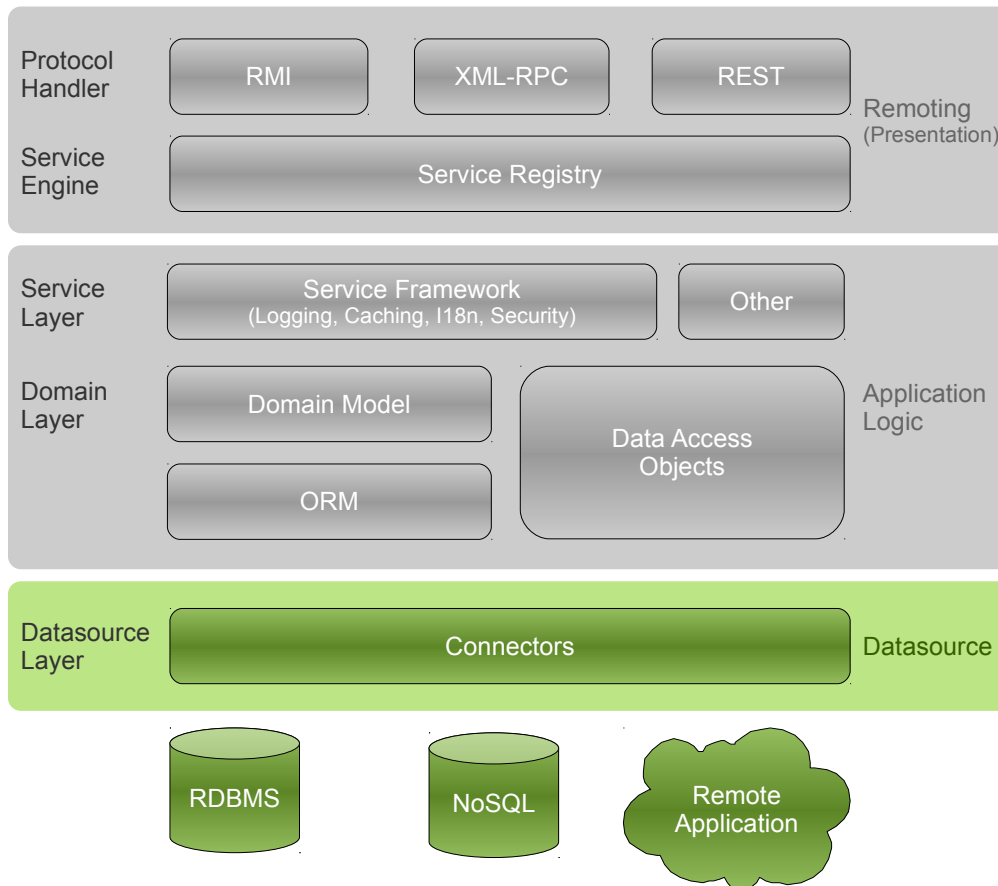 Protocol
Handler
RMI
XML-RPC
REST
Remoting
(Presentation)
Service
Engine
Service Registry
Service
Layer
Service Framework
(Logging, Caching, I18n, Security)
Other
Domain
Layer
Domain Model
Data Access
Objects
Application
Logic
ORM
Datasource
Layer
Connectors
Datasource
RDBMS
NoSQL
Remote
Application